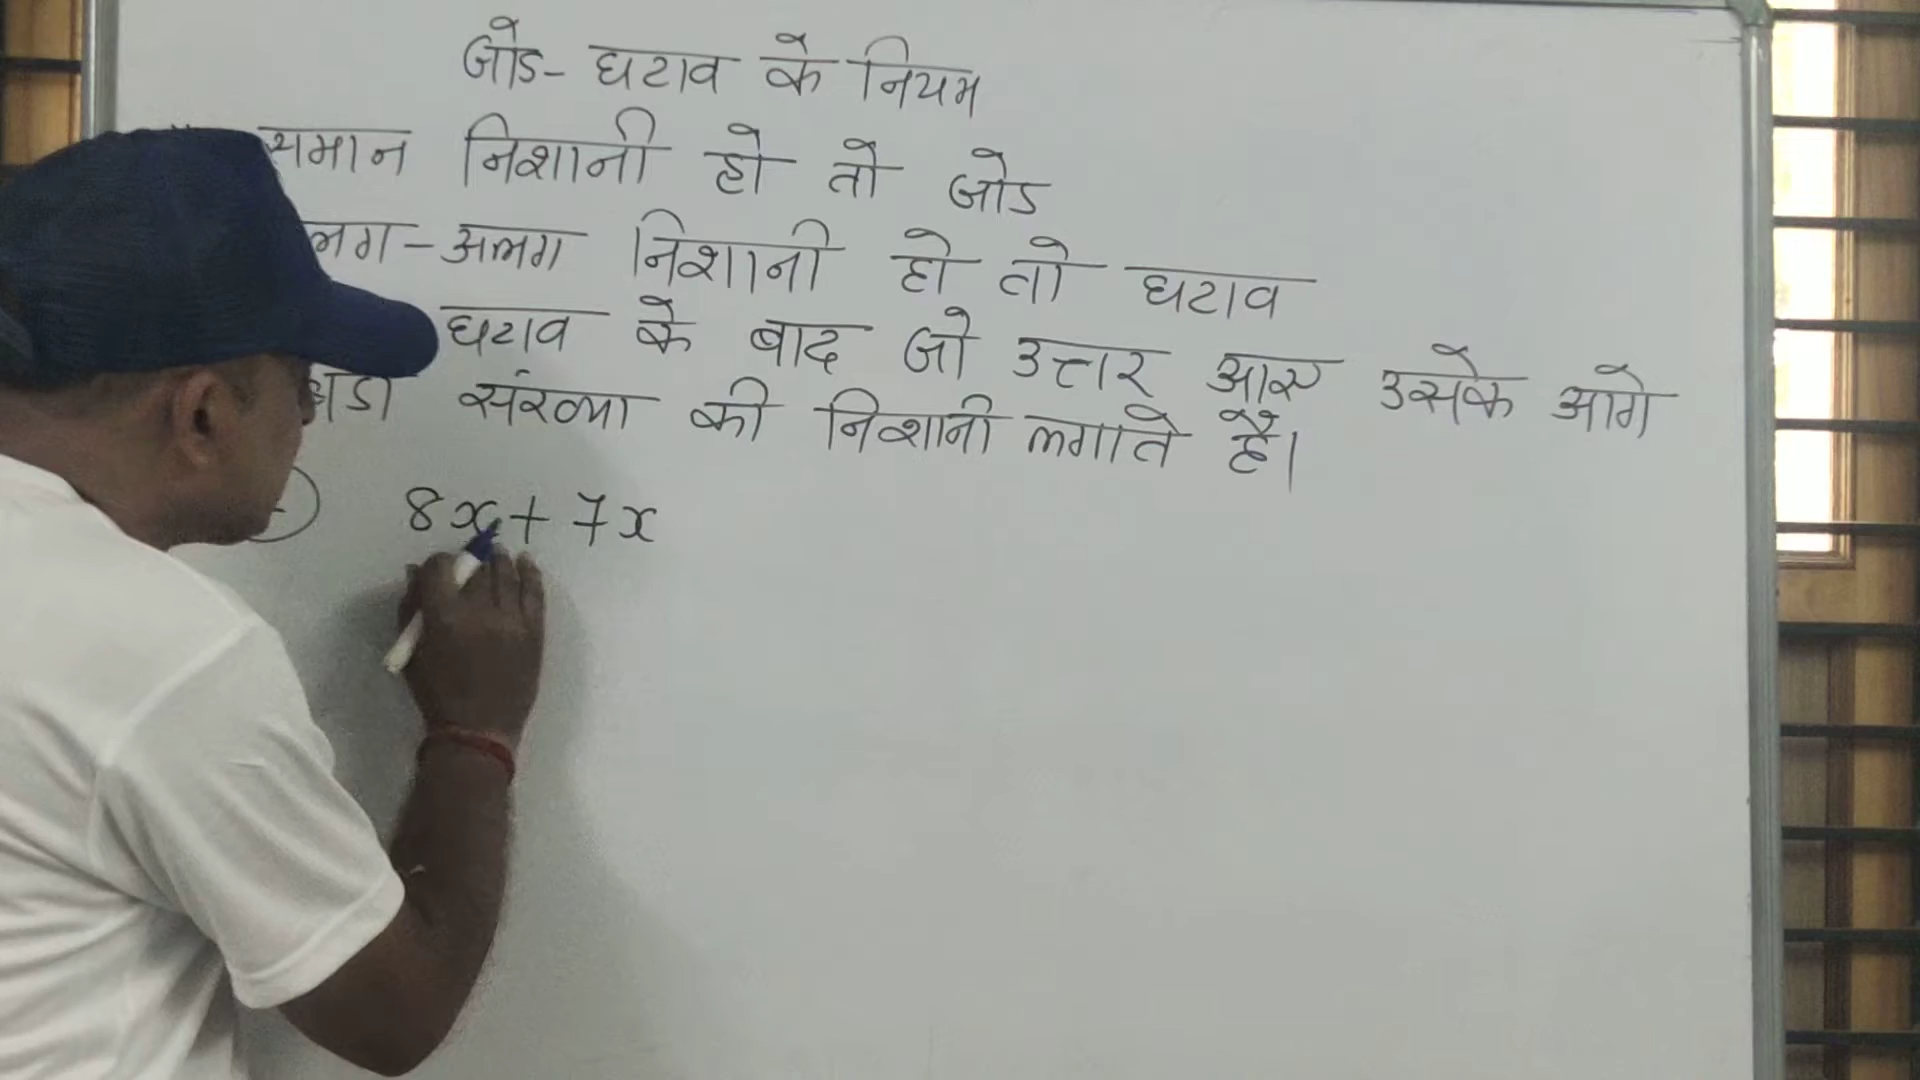 जोड- घटाव के नियम
समान निशानी हो तो जोड
अलग-अलग निशानी हो तो घटाव
घटाव के बाद जो उत्तर आए उसके आगे
बडी संख्या की निशानी लगाते है।
8x + 7x